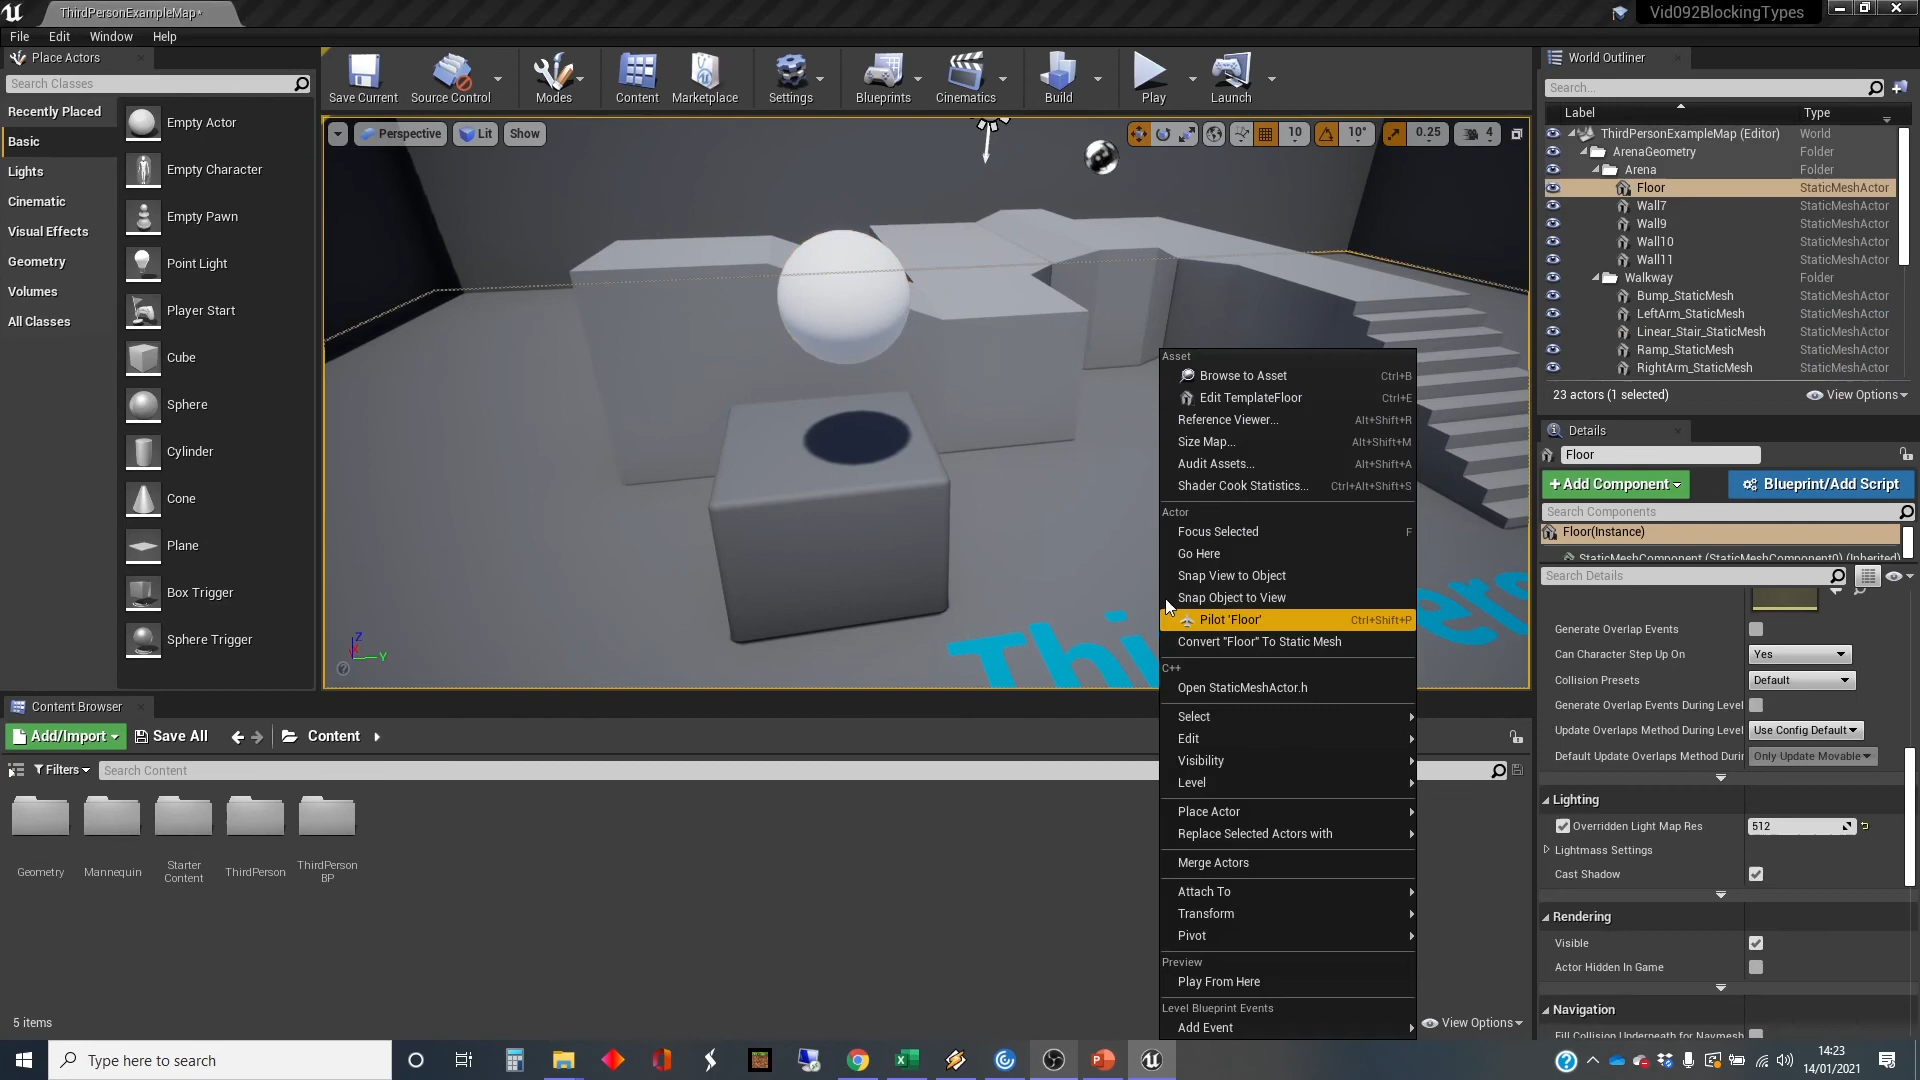 ThirdPersonExampleMap*
Vid092BlockingTypes
File Edit Window Help
Place Actors
Search Classes
Recently Placed
Basic
Lights
Cinematic
Visual Effects
Geometry
Volumes
All Classes
Empty Actor
Empty Character
Empty Pawn
Point Light
Player Start
Cube
Sphere
Cylinder
Cone
Plane
Box Trigger
Sphere Trigger
Save Current Source Control Modes Content Marketplace Settings Blueprints Cinematics Build Play Launch
Perspective Lit Show
10 10° 0.25 4
Z
X
Y
Asset
Browse to Asset Ctrl+B
Edit TemplateFloor Ctrl+E
Reference Viewer... Alt+Shift+R
Size Map... Alt+Shift+M
Audit Assets... Alt+Shift+A
Shader Cook Statistics... Ctrl+Alt+Shift+S
Actor
Focus Selected F
Go Here
Snap View to Object
Snap Object to View
Pilot 'Floor' Ctrl+Shift+P
Convert "Floor" To Static Mesh
C++
Open StaticMeshActor.h
Select
Edit
Visibility
Level
Place Actor
Replace Selected Actors with
Merge Actors
Attach To
Transform
Pivot
Preview
Play From Here
Level Blueprint Events
Add Event
World Outliner
Search...
Label Type
ThirdPersonExampleMap (Editor) World
ArenaGeometry Folder
Arena Folder
Floor StaticMeshActor
Wall7 StaticMeshActor
Wall9 StaticMeshActor
Wall10 StaticMeshActor
Wall11 StaticMeshActor
Walkway Folder
Bump_StaticMesh StaticMeshActor
LeftArm_StaticMesh StaticMeshActor
Linear_Stair_StaticMesh StaticMeshActor
Ramp_StaticMesh StaticMeshActor
RightArm_StaticMesh StaticMeshActor
23 actors (1 selected) View Options
Details
Floor
+Add Component Blueprint/Add Script
Search Components
Floor(Instance)
StaticMeshComponent (StaticMeshComponent0) (Inherited)
Search Details
Generate Overlap Events
Can Character Step Up On Yes
Collision Presets Default
Generate Overlap Events During Level
Update Overlaps Method During Level Use Config Default
Default Update Overlaps Method Durin Only Update Movable
Lighting
Overridden Light Map Res 512
Lightmass Settings
Cast Shadow
Rendering
Visible
Actor Hidden In Game
Navigation
Fill Collision Underneath for Navmesh
Content Browser
Add/Import Save All Content
Filters Search Content
Geometry
Mannequin
Starter Content
ThirdPerson
ThirdPerson BP
5 items
View Options
Type here to search
14:23
14/01/2021